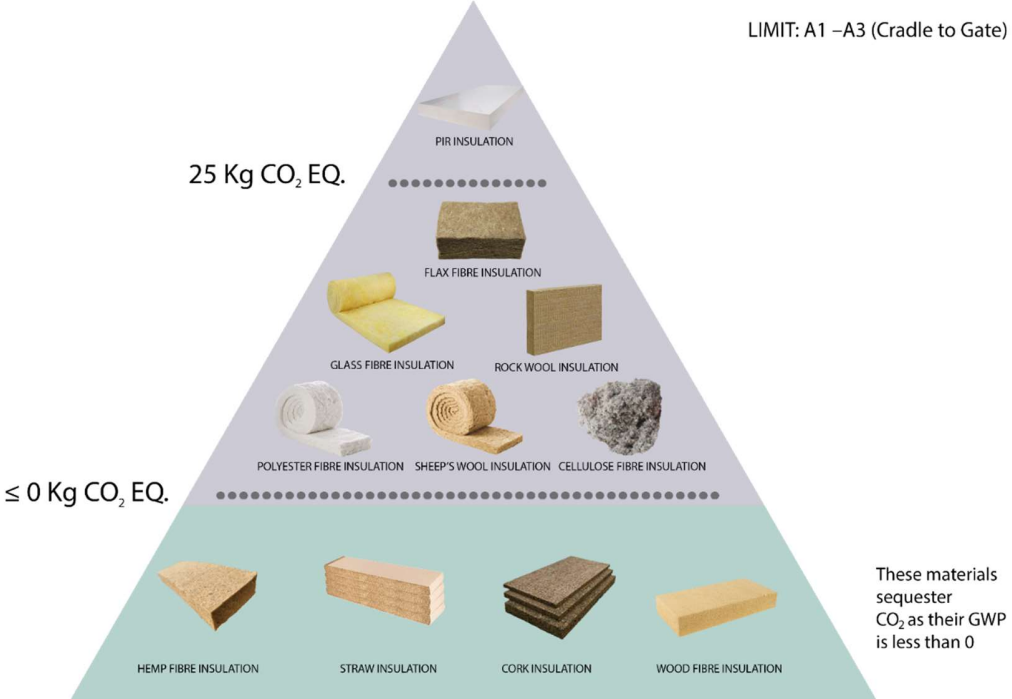 LIMIT: A1 –A3 (Cradle to Gate)
PIR INSULATION
25 Kg CO₂ EQ.
FLAX FIBRE INSULATION
GLASS FIBRE INSULATION
ROCK WOOL INSULATION
POLYESTER FIBRE INSULATION
SHEEP'S WOOL INSULATION
CELLULOSE FIBRE INSULATION
≤ 0 Kg CO₂ EQ.
These materials
sequester
CO₂ as their GWP
is less than 0
HEMP FIBRE INSULATION
STRAW INSULATION
CORK INSULATION
WOOD FIBRE INSULATION